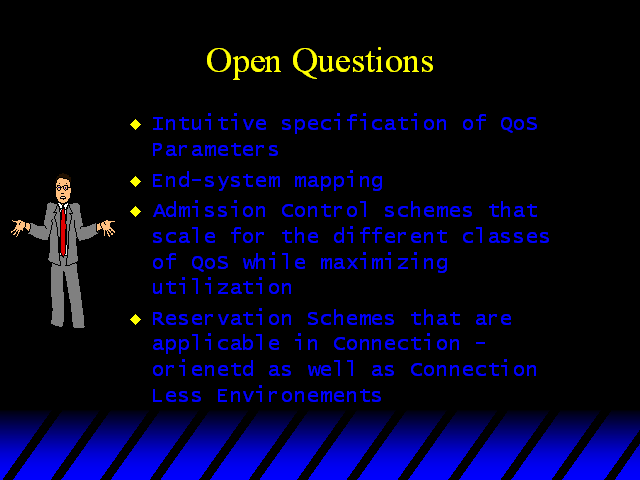 Open Questions
Intuitive specification of QoS
Parameters
End-system mapping
Admission Control schemes that
scale for the different classes
of QoS while maximizing
utilization
Reservation Schemes that are
applicable in Connection -
orienetd as well as Connection
Less Environements